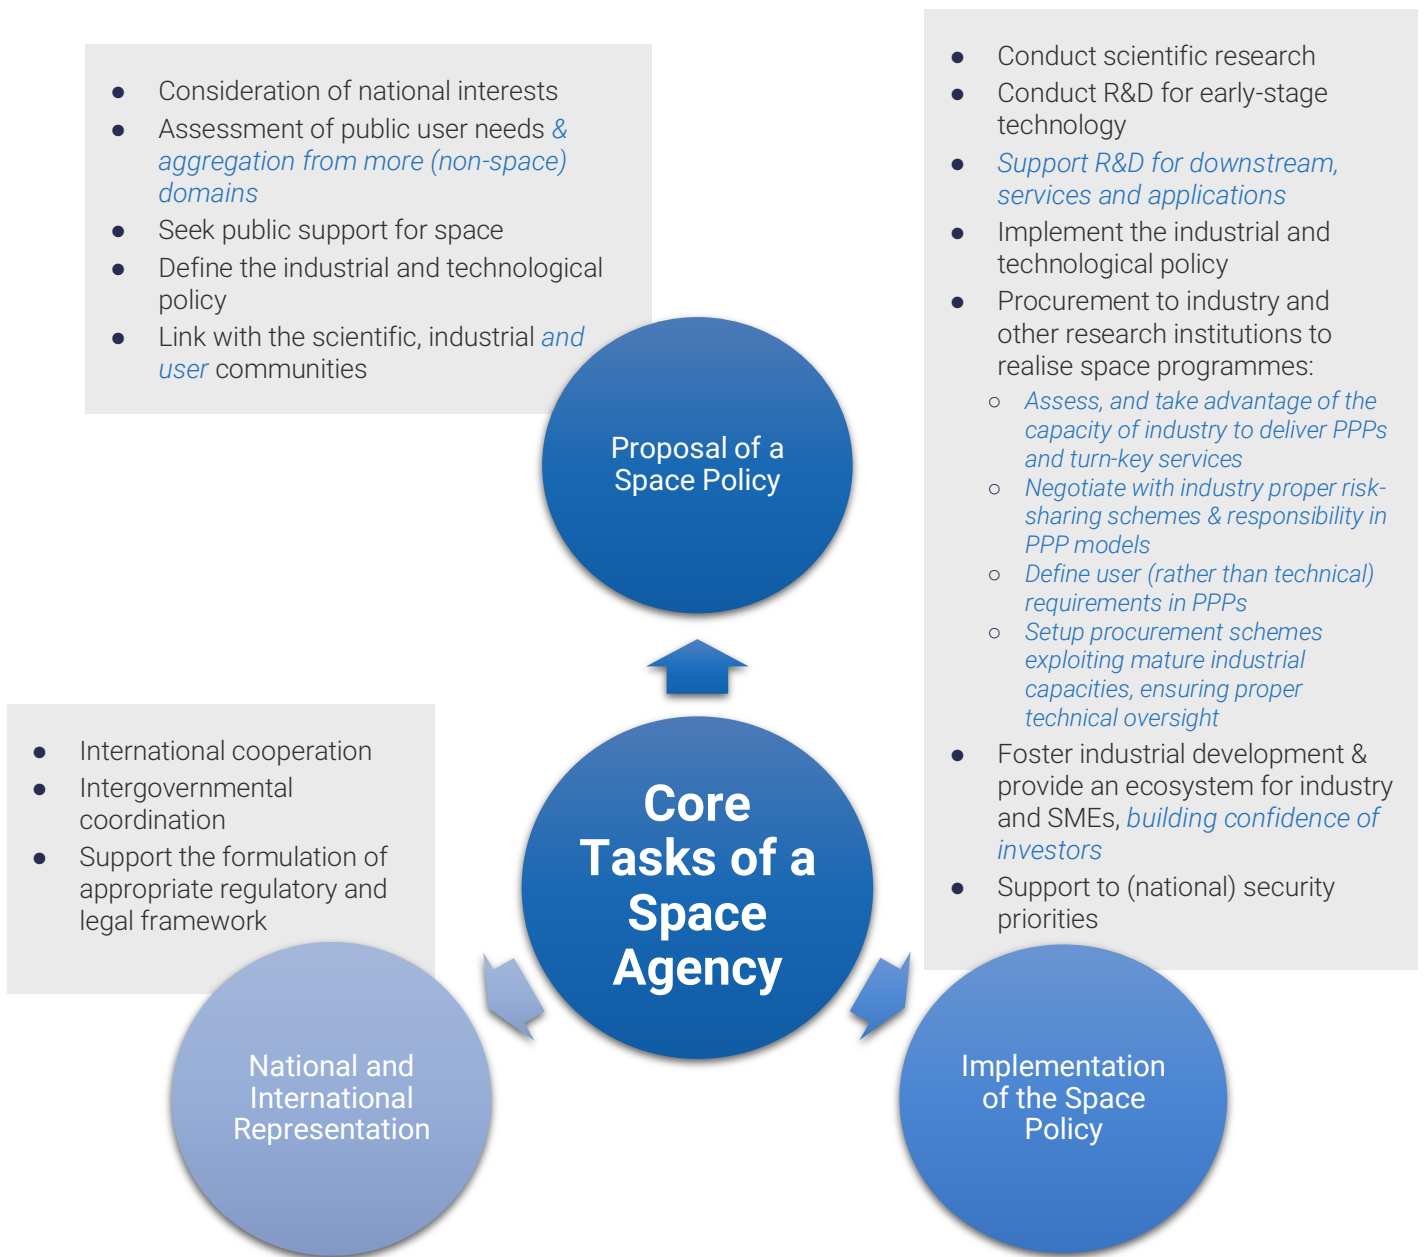 ● Consideration of national interests
● Assessment of public user needs &
aggregation from more (non-space)
domains
● Seek public support for space
● Define the industrial and technological
policy
● Link with the scientific, industrial and
user communities
● Conduct scientific research
● Conduct R&D for early-stage
technology
● Support R&D for downstream,
services and applications
● Implement the industrial and
technological policy
● Procurement to industry and
other research institutions to
realise space programmes:
○ Assess, and take advantage of the
capacity of industry to deliver PPPs
and turn-key services
○ Negotiate with industry proper risk-
sharing schemes & responsibility in
PPP models
○ Define user (rather than technical)
requirements in PPPs
○ Setup procurement schemes
exploiting mature industrial
capacities, ensuring proper
technical oversight
● Foster industrial development &
provide an ecosystem for industry
and SMEs, building confidence of
investors
● Support to (national) security
priorities
Proposal of a
Space Policy
● International cooperation
● Intergovernmental
coordination
● Support the formulation of
appropriate regulatory and
legal framework
Core
Tasks of a
Space
Agency
National and
International
Representation
Implementation
of the Space
Policy